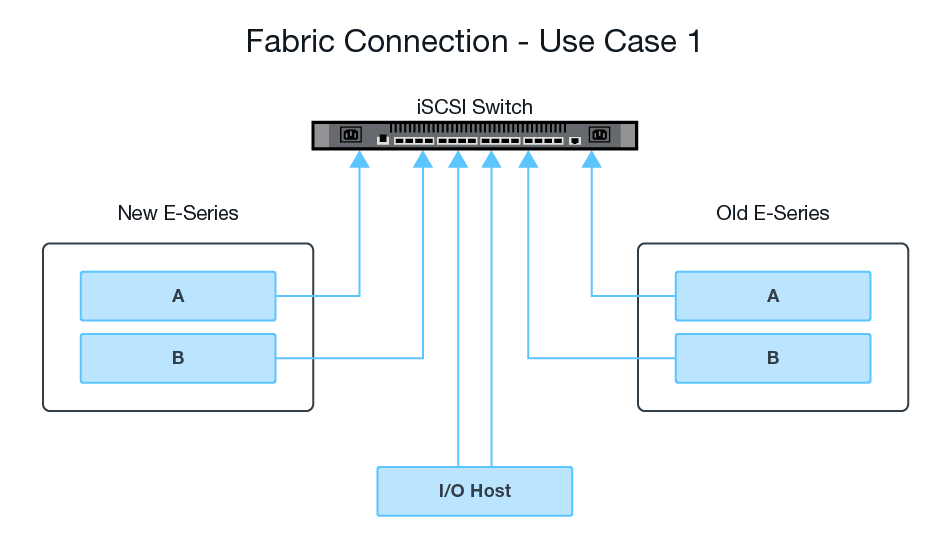 Fabric Connection - Use Case 1
iSCSI Switch
New E-Series
Old E-Series
A
B
A
B
I/O Host